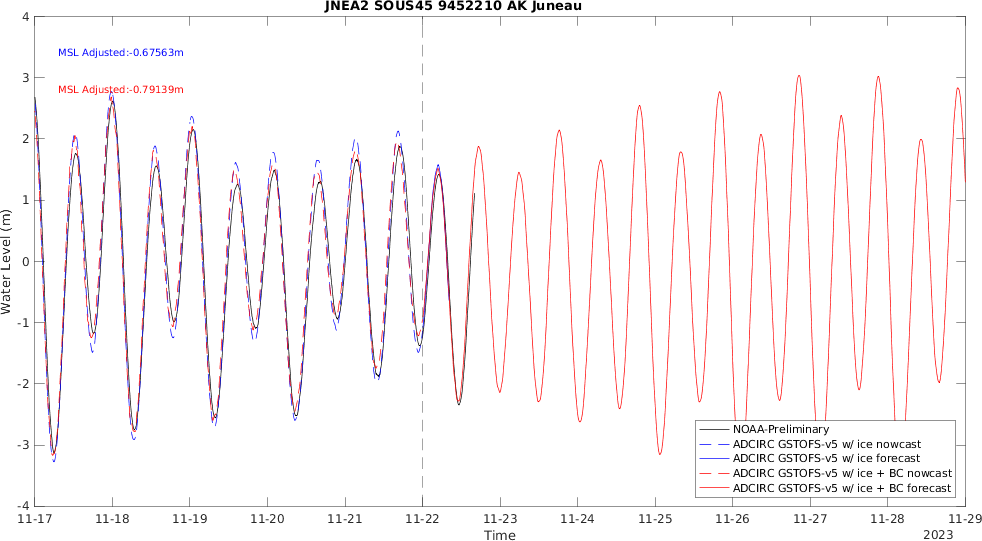 JNEA2 SOUS45 9452210 AK Juneau
MSL Adjusted:-0.67563m
MSL Adjusted:-0.79139m
Water Level (m)
4
3
2
1
0
-1
-2
-3
-4
NOAA-Preliminary
ADCIRC GSTOFS-v5 w/ ice nowcast
ADCIRC GSTOFS-v5 w/ ice forecast
ADCIRC GSTOFS-v5 w/ ice + BC nowcast
ADCIRC GSTOFS-v5 w/ ice + BC forecast
11-17 11-18 11-19 11-20 11-21 11-22 11-23 11-24 11-25 11-26 11-27 11-28 11-29
Time
2023